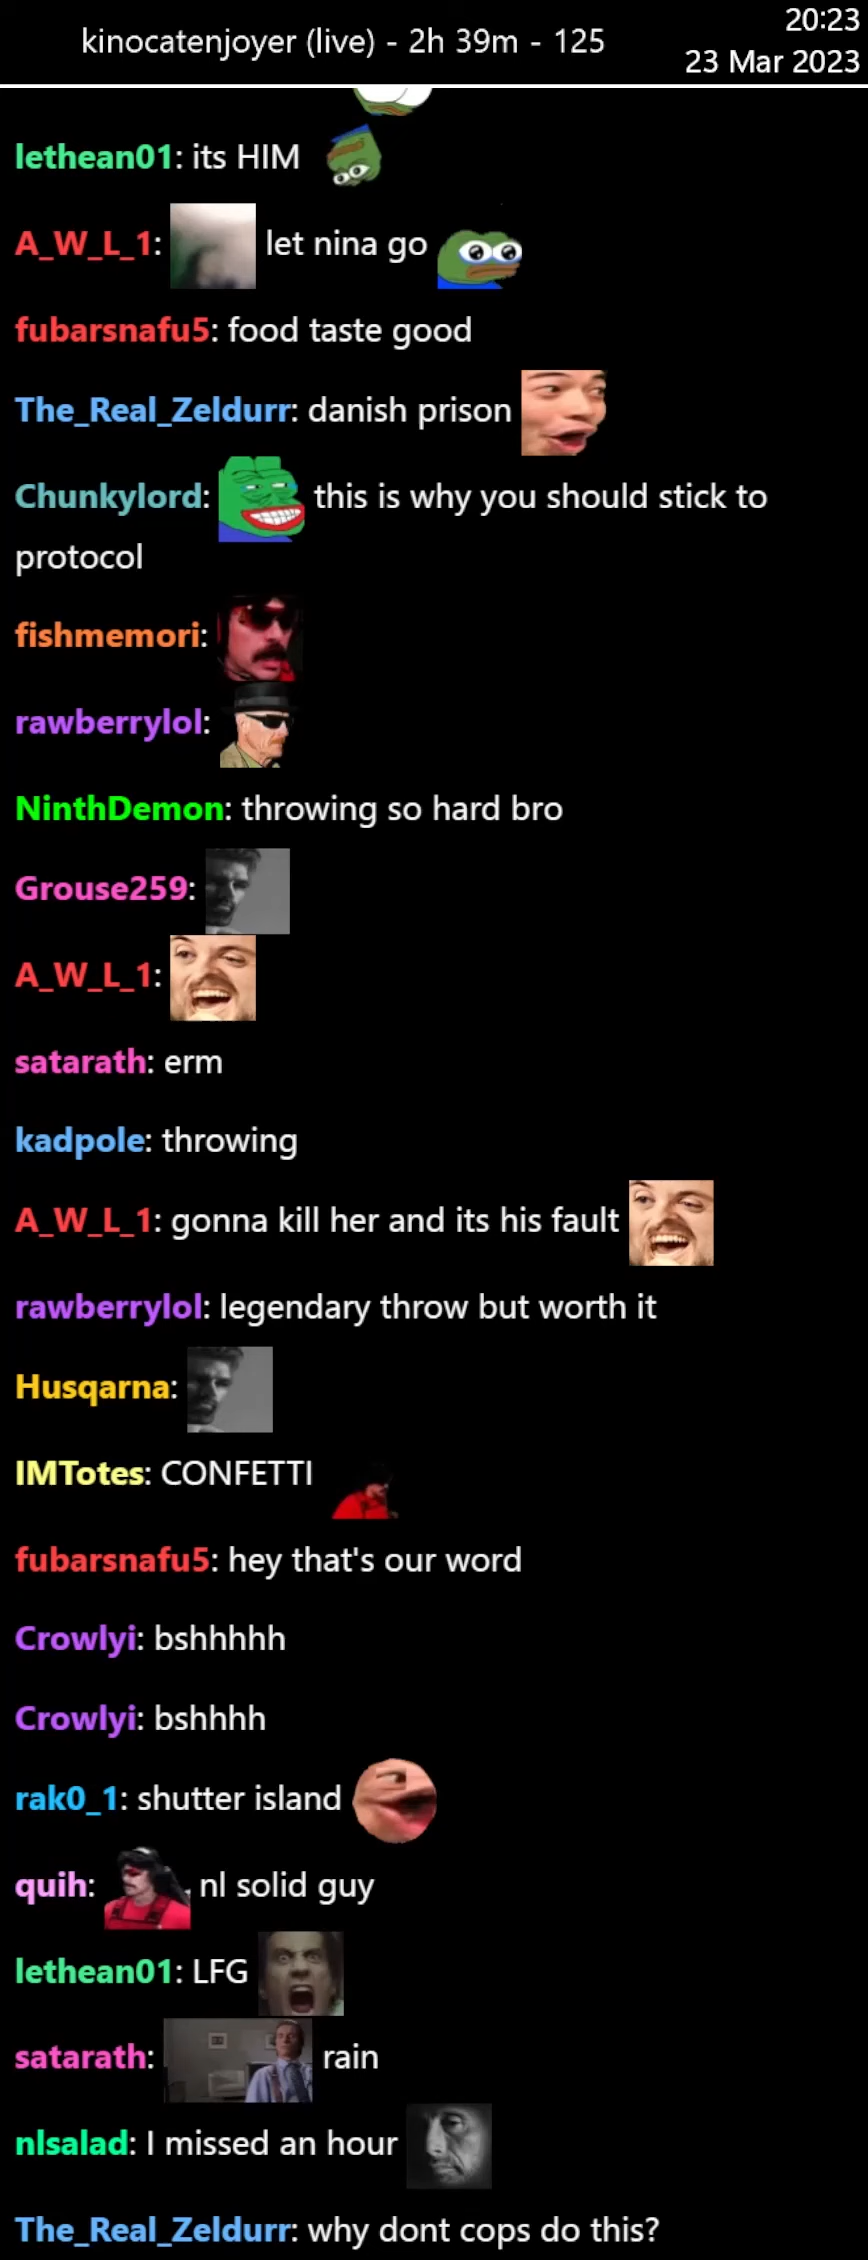 kinocatenjoyer (live) - 2h 39m - 125
20:23
23 Mar 2023
lethean01: its HIM
A_W_L_1: let nina go
fubarsnafu5: food taste good
The_Real_Zeldurr: danish prison
Chunkylord: this is why you should stick to
protocol
fishmemori:
rawberrylol:
NinthDemon: throwing so hard bro
Grouse259:
A_W_L_1:
satarath: erm
kadpole: throwing
A_W_L_1: gonna kill her and its his fault
rawberrylol: legendary throw but worth it
Husqarna:
IMTotes: CONFETTI
fubarsnafu5: hey that's our word
Crowlyi: bshhhhh
Crowlyi: bshhhh
rak0_1: shutter island
quih: nl solid guy
lethean01: LFG
satarath: rain
nlsalad: I missed an hour
The_Real_Zeldurr: why dont cops do this?